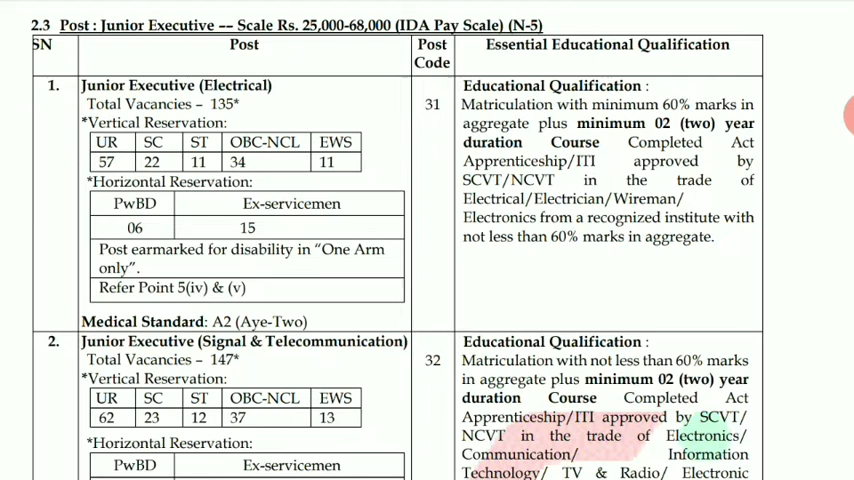 2.3 Post : Junior Executive –– Scale Rs. 25,000-68,000 (IDA Pay Scale) (N-5)
SN Post Post Code Essential Educational Qualification
1. Junior Executive (Electrical)
Total Vacancies – 135*
*Vertical Reservation:
UR SC ST OBC-NCL EWS
57 22 11 34 11
*Horizontal Reservation:
PwBD Ex-servicemen
06 15
Post earmarked for disability in “One Arm
only”.
Refer Point 5(iv) & (v)
Medical Standard: A2 (Aye-Two)
31
Educational Qualification :
Matriculation with minimum 60% marks in
aggregate plus minimum 02 (two) year
duration Course Completed Act
Apprenticeship/ITI approved by
SCVT/NCVT in the trade of
Electrical/Electrician/Wireman/
Electronics from a recognized institute with
not less than 60% marks in aggregate.
2. Junior Executive (Signal & Telecommunication)
Total Vacancies – 147*
*Vertical Reservation:
UR SC ST OBC-NCL EWS
62 23 12 37 13
*Horizontal Reservation:
PwBD Ex-servicemen
32
Educational Qualification :
Matriculation with not less than 60% marks
in aggregate plus minimum 02 (two) year
duration Course Completed Act
Apprenticeship/ITI approved by SCVT/
NCVT in the trade of Electronics/
Communication/ Information
Technology/ TV & Radio/ Electronic